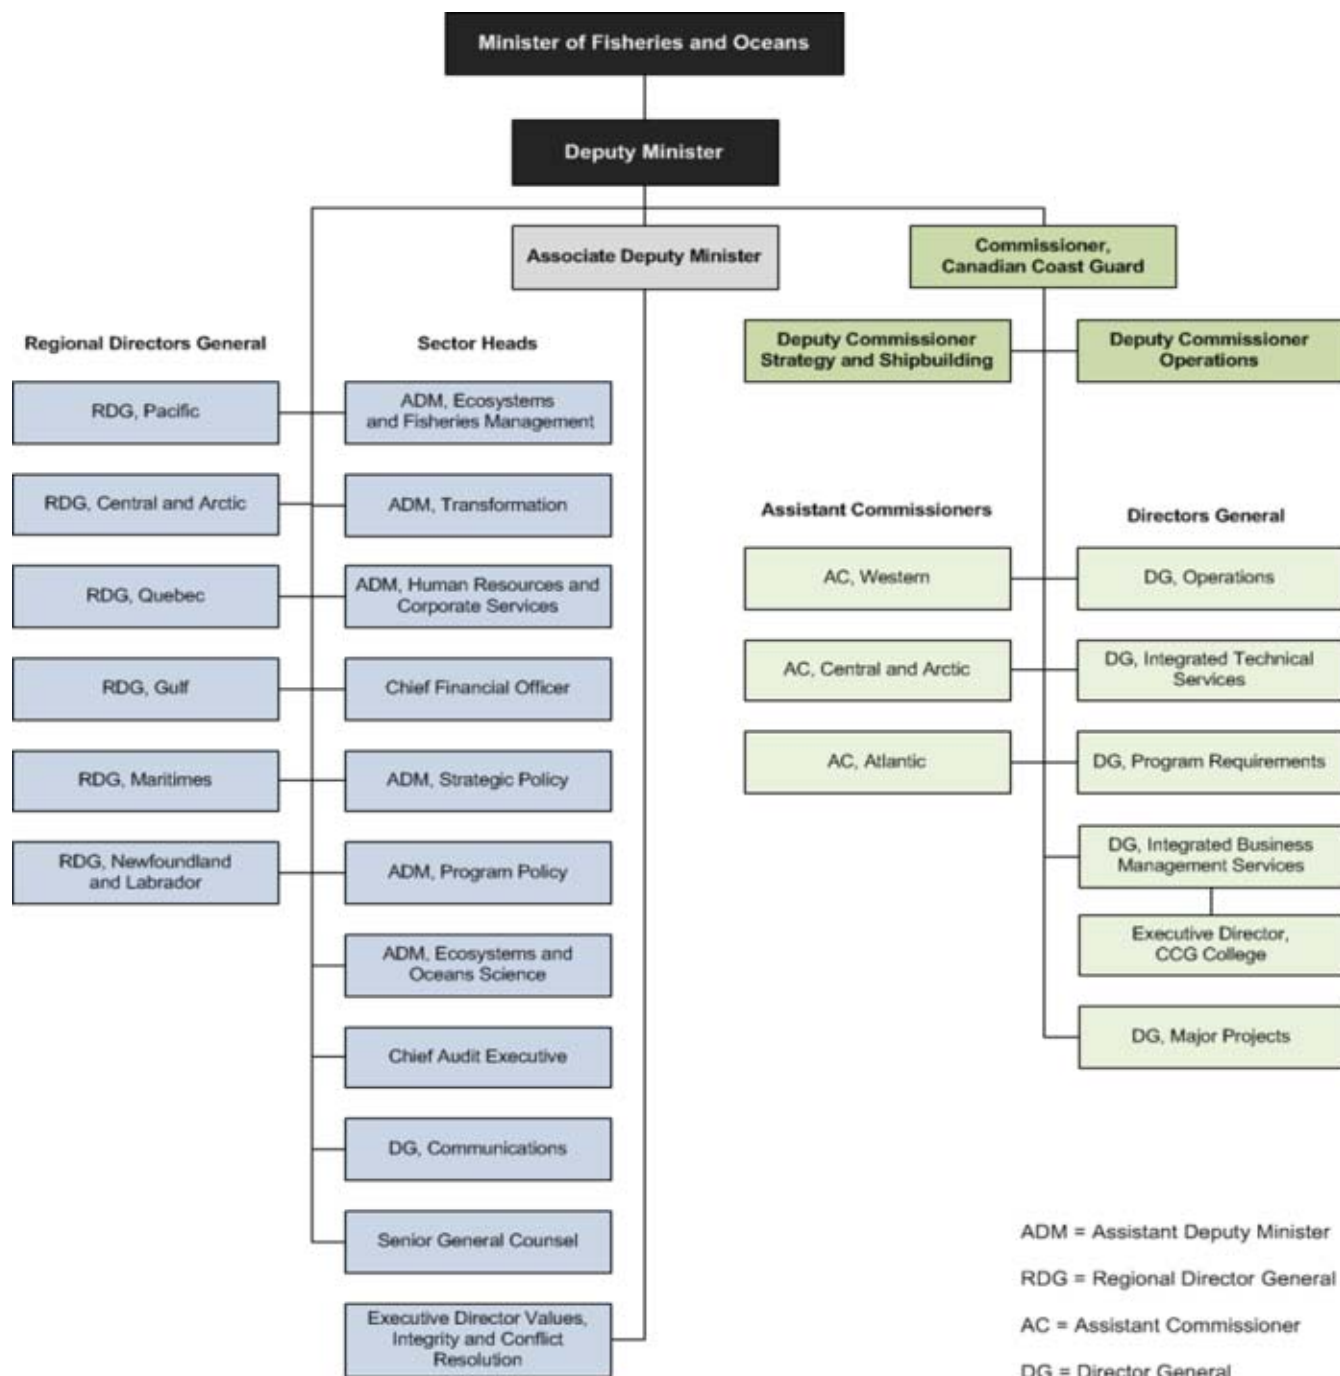 Minister of Fisheries and Oceans
Deputy Minister
Associate Deputy Minister
Commissioner,
Canadian Coast Guard
Regional Directors General
Sector Heads
Deputy Commissioner
Strategy and Shipbuilding
Deputy Commissioner
Operations
RDG, Pacific
ADM, Ecosystems
and Fisheries Management
RDG, Central and Arctic
ADM, Transformation
RDG, Quebec
ADM, Human Resources and
Corporate Services
RDG, Gulf
Chief Financial Officer
RDG, Maritimes
ADM, Strategic Policy
RDG, Newfoundland
and Labrador
ADM, Program Policy
ADM, Ecosystems and
Oceans Science
Chief Audit Executive
DG, Communications
Senior General Counsel
Executive Director Values,
Integrity and Conflict
Resolution
Assistant Commissioners
Directors General
AC, Western
DG, Operations
AC, Central and Arctic
DG, Integrated Technical
Services
AC, Atlantic
DG, Program Requirements
DG, Integrated Business
Management Services
Executive Director,
CCG College
DG, Major Projects
ADM = Assistant Deputy Minister
RDG = Regional Director General
AC = Assistant Commissioner
DG = Director General